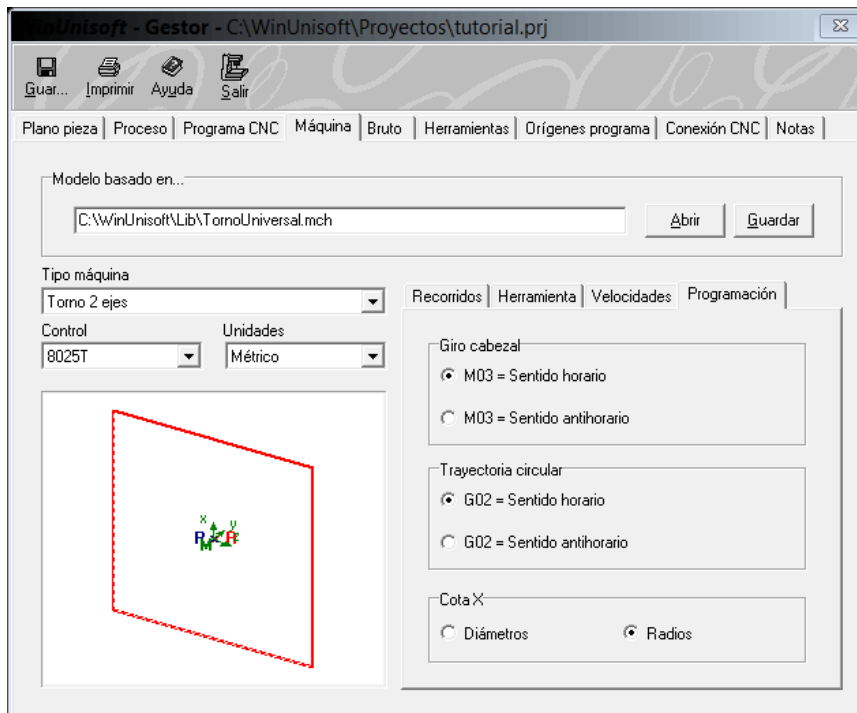 WinUnisoft - Gestor - C:\WinUnisoft\Proyectos\tutorial.prj
Guar... Imprimir Ayuda Salir
Plano pieza Proceso Programa CNC Máquina Bruto Herramientas Orígenes programa Conexión CNC Notas
Modelo basado en...
C:\WinUnisoft\Lib\TornoUniversal.mch Abrir Guardar
Tipo máquina
Torno 2 ejes
Control Unidades
8025T Métrico
Recorridos Herramienta Velocidades Programación
Giro cabezal
M03 = Sentido horario
M03 = Sentido antihorario
Trayectoria circular
G02 = Sentido horario
G02 = Sentido antihorario
Cota X
Diámetros Radios
x y
M